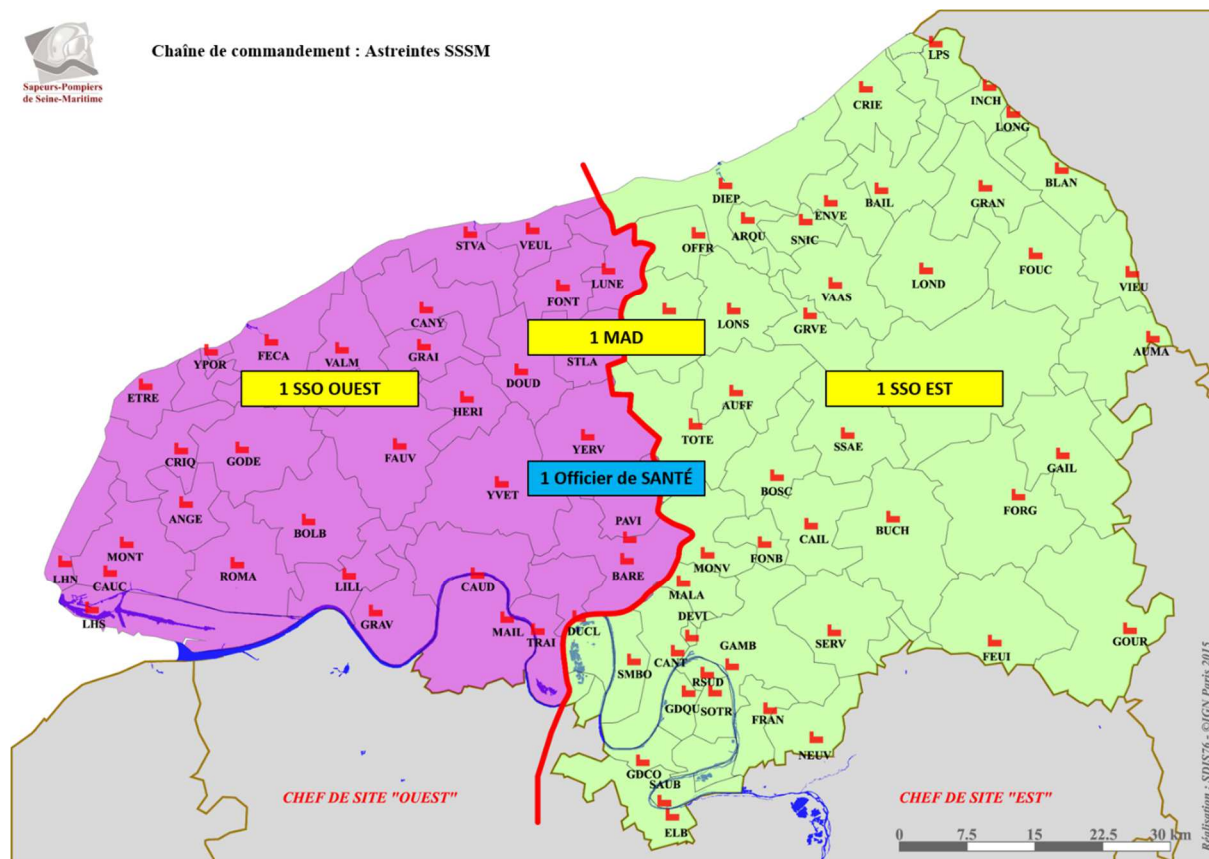 Chaîne de commandement : Astreintes SSSM
Sapeurs-Pompiers
de Seine-Maritime
LPS
INCH
CRIE
LONG
BLAN
DIEP
ENVE
BAIL
GRAN
ARQU
SNIC
OFFR
STVA
VEUL
LUNE
FONT
FOUC
LOND
VIEU
VAAS
CANY
LONS
GRVE
1 MAD
FECA
YPOR
VALM
GRAI
STLA
AUMA
DOUD
1 SSO OUEST
1 SSO EST
ETRE
HERI
AUFF
TOTE
SSAE
CRIQ
GODE
FAUV
YERV
GAIL
1 Officier de SANTÉ
YVET
BOSC
FORG
ANGE
BOLB
PAVI
CAIL
BUCH
MONT
FONB
MONV
LHN
CAUC
ROMA
LILL
CAUD
BARE
MALA
LHS
GRAV
MAIL
TRAI
DUCL
DEVI
SERV
FEUI
GOUR
SMBO
CANT
GAMB
RSUD
GDQU
SOTR
FRAN
NEUV
GDCO
SAUB
ELB
CHEF DE SITE "OUEST"
CHEF DE SITE "EST"
0 7.5 15 22.5 30 km
Réalisation : SDIS76 - ©IGN Paris 2015